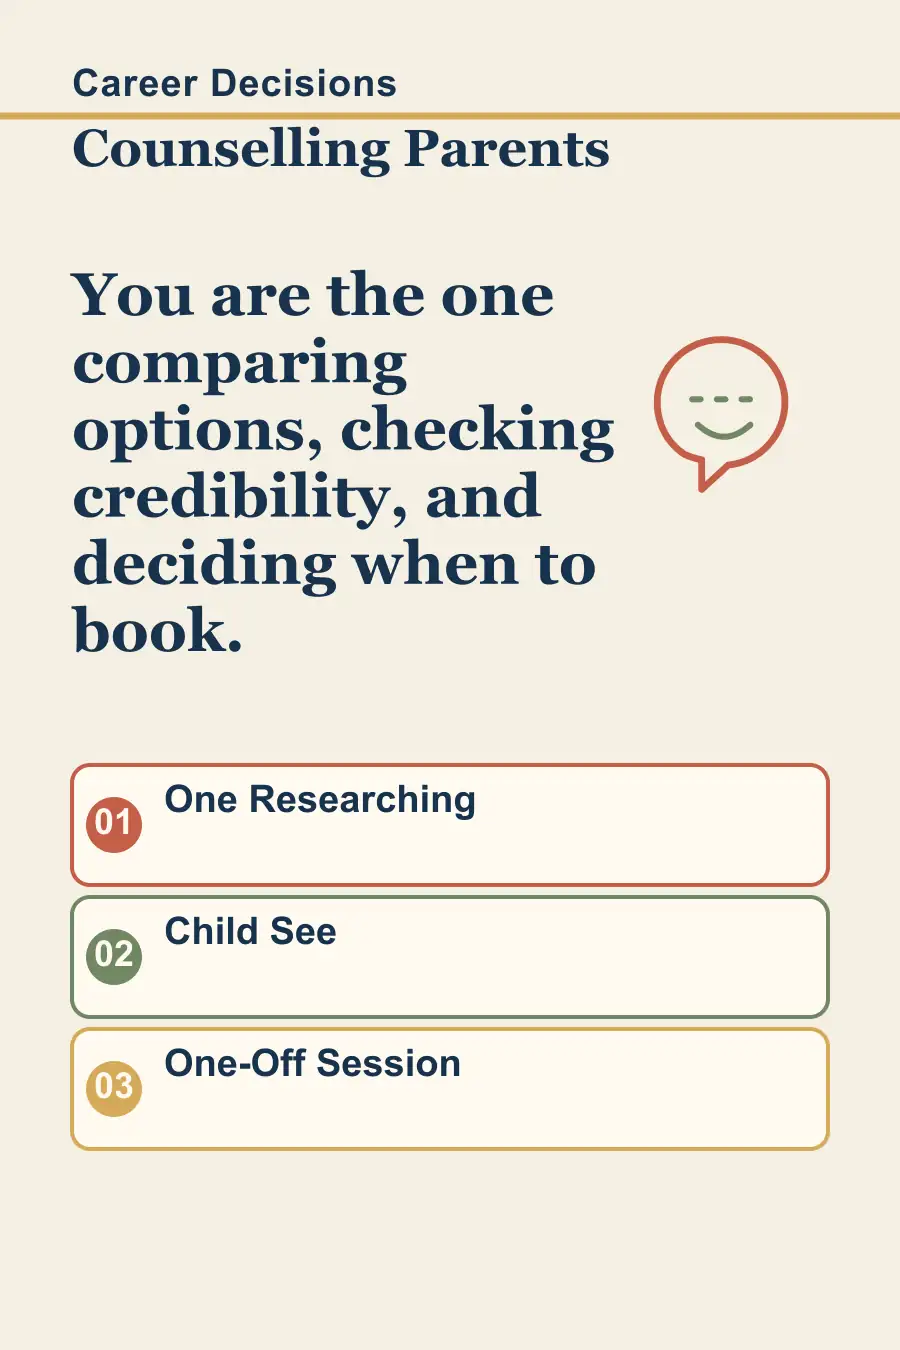 Career Decisions
Counselling Parents
You are the one
comparing
options, checking
credibility, and
deciding when to
book.
01 One Researching
02 Child See
03 One-Off Session